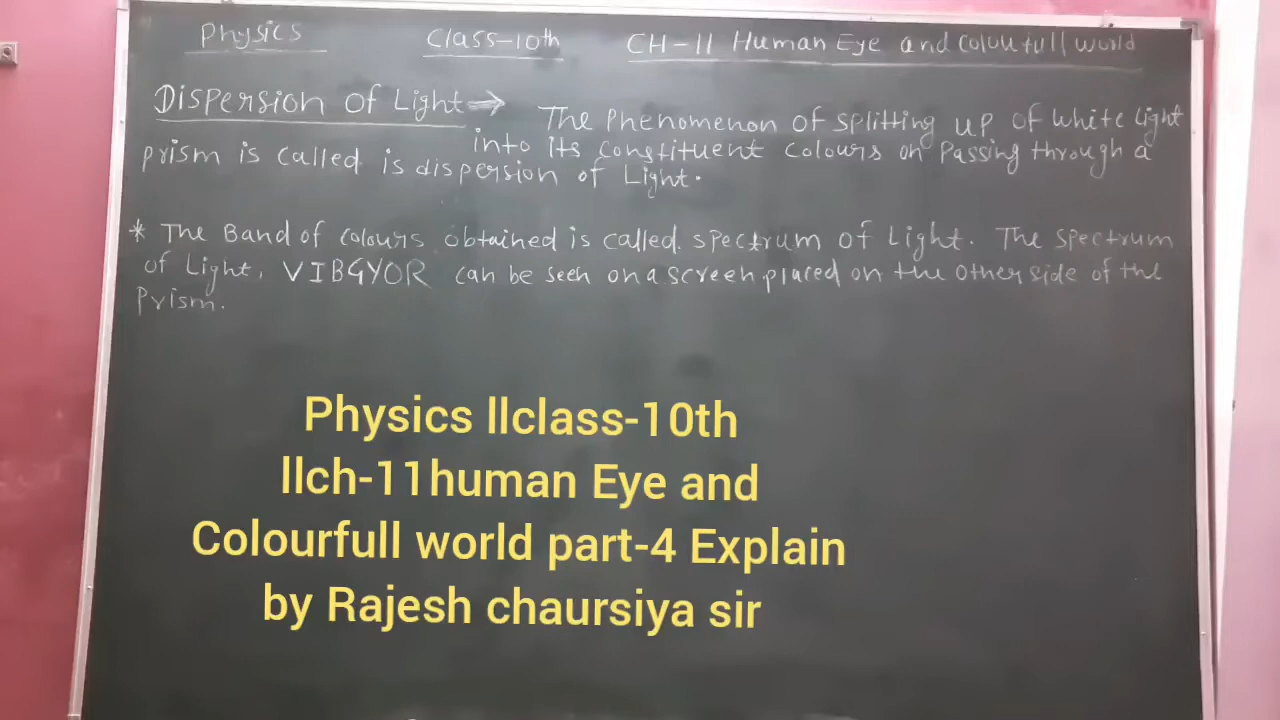 Physics Class-10th CH-11 Human Eye and Colourfull world
Dispersion of Light → The Phenomenon of splitting up of white light
into its constituent colours on passing through a
prism is called is dispersion of Light.
* The Band of colours obtained is called spectrum of Light. The spectrum
of Light, VIBGYOR can be seen on a screen placed on the other side of the
Prism.
Physics llclass-10th
llch-11human Eye and
Colourfull world part-4 Explain
by Rajesh chaursiya sir